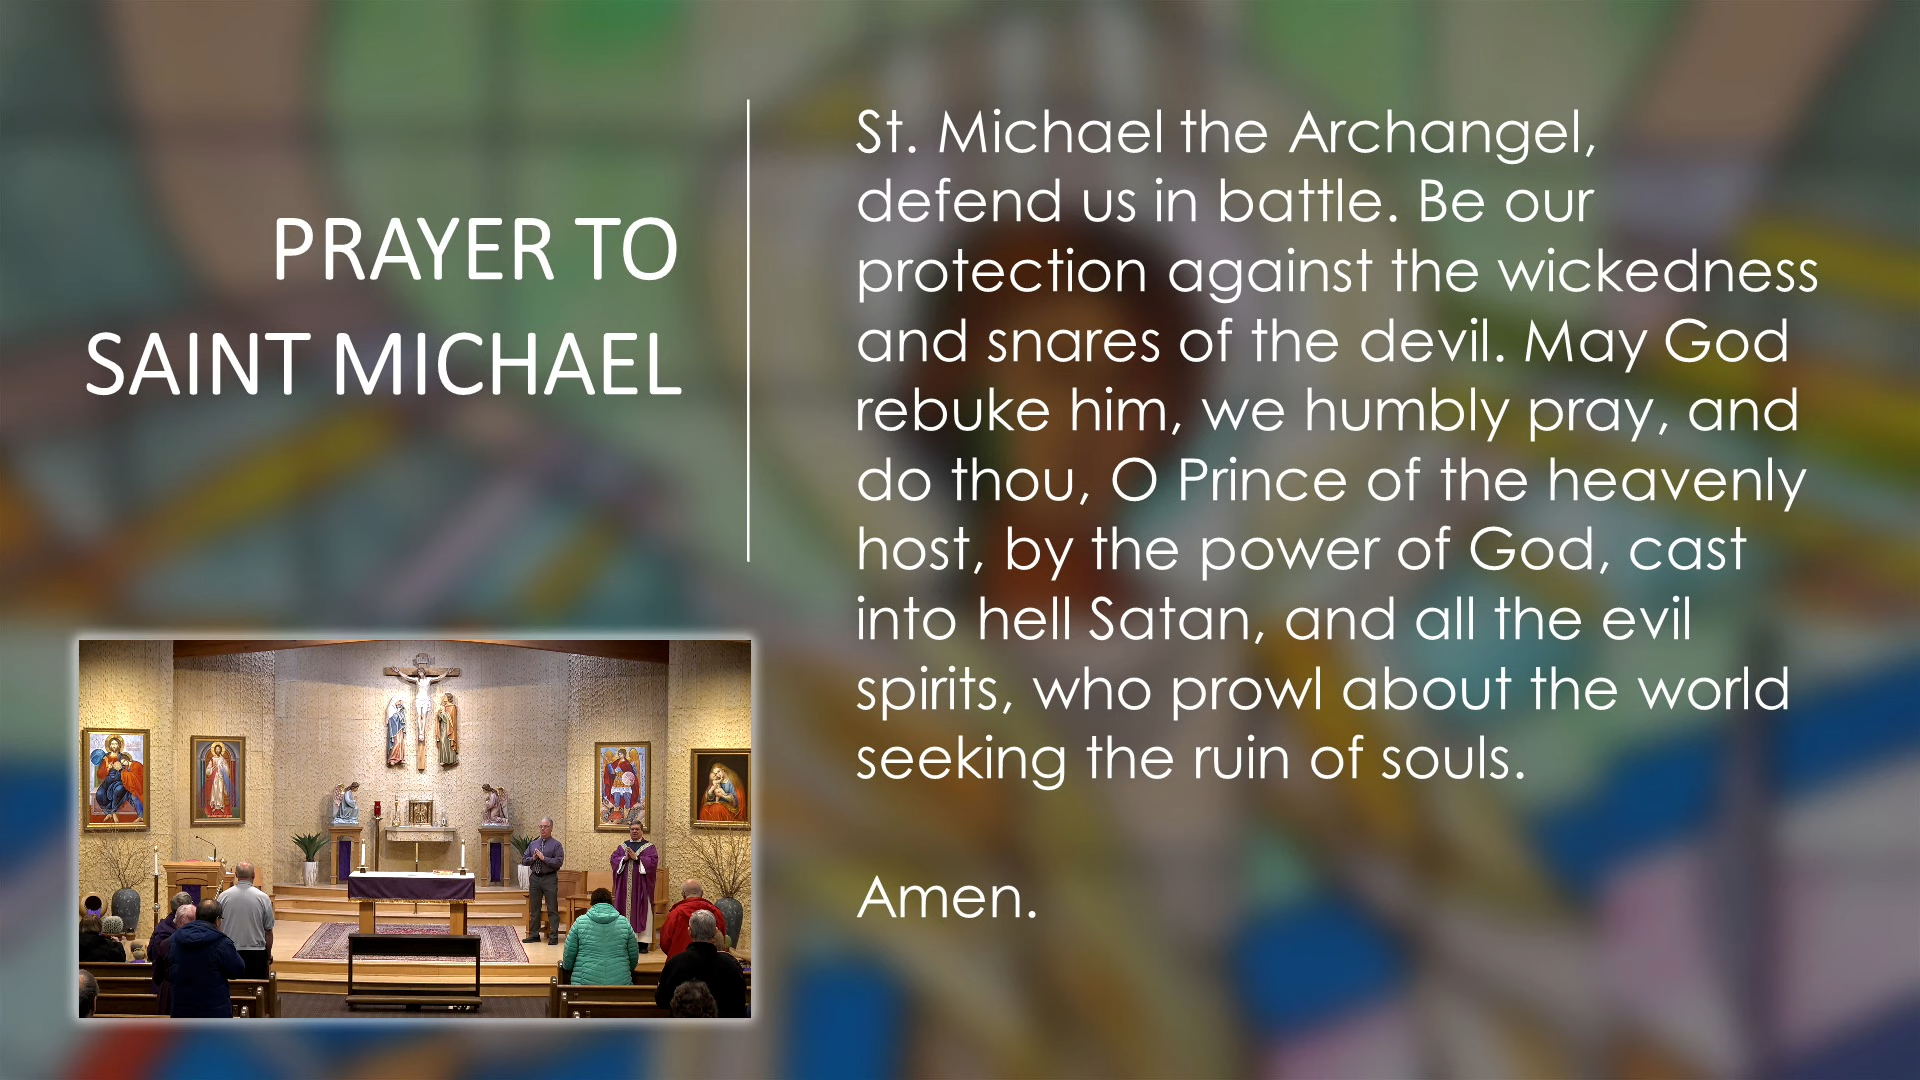 PRAYER TO
SAINT MICHAEL
St. Michael the Archangel,
defend us in battle. Be our
protection against the wickedness
and snares of the devil. May God
rebuke him, we humbly pray, and
do thou, O Prince of the heavenly
host, by the power of God, cast
into hell Satan, and all the evil
spirits, who prowl about the world
seeking the ruin of souls.
Amen.